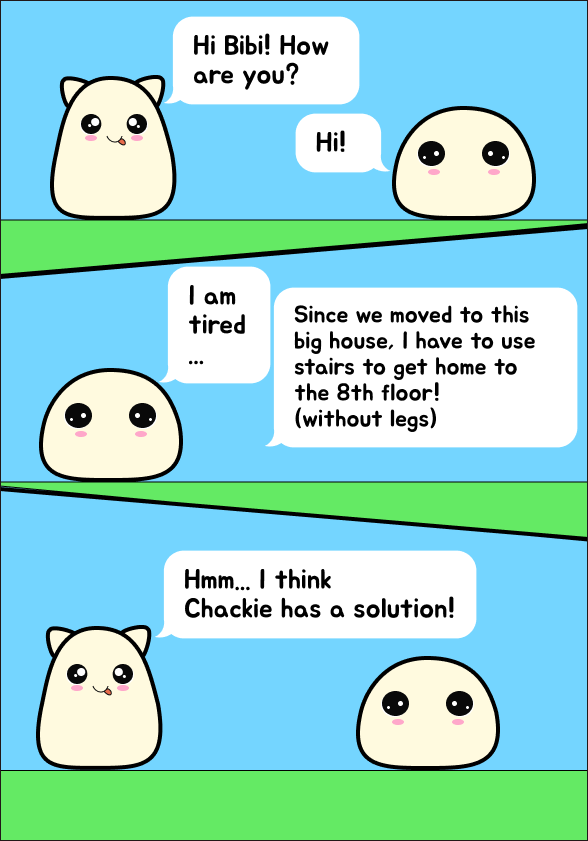 Hi Bibi! How
are you?
Hi!
I am
tired
...
Since we moved to this
big house, I have to use
stairs to get home to
the 8th floor!
(without legs)
Hmm... I think
Chackie has a solution!